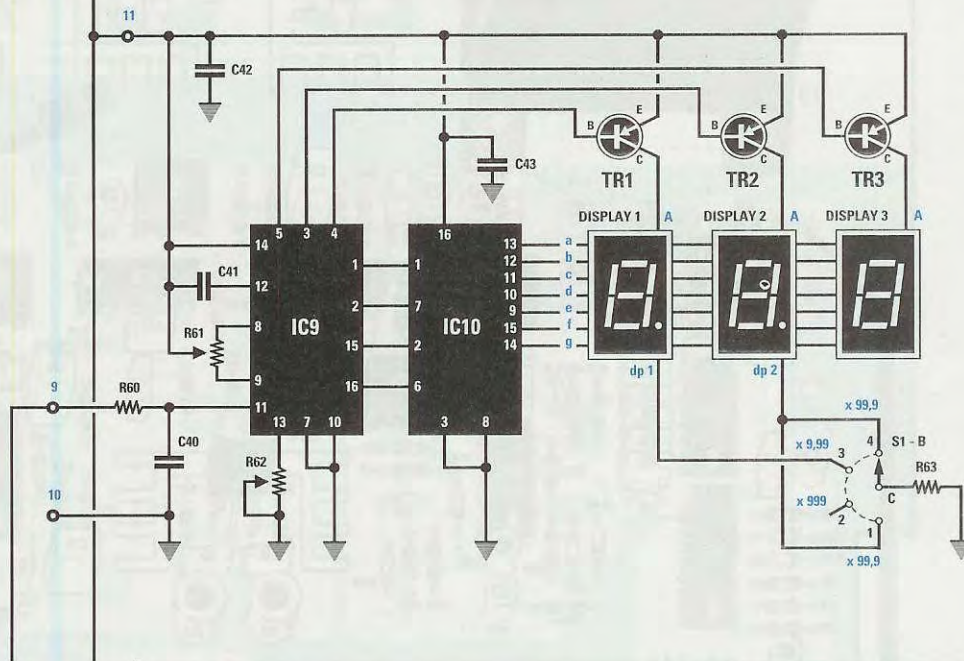 11
C42
B E C
B E C
B E C
C43
TR1 TR2 TR3
DISPLAY 1 A DISPLAY 2 A DISPLAY 3 A
5 3 4
16
14
13 a
12 b
11 c
10 d
9 e
15 f
14 g
1 1
C41 12
2 7
IC9 IC10
R61 8
15 2
9
16 6
dp 1 dp 2
9 R60 11
13 7 10
3 8
C40
R62
10
x 99,9
x 9,99 3 4 S1 - B
R63
C
x 999 2 1
x 99,9